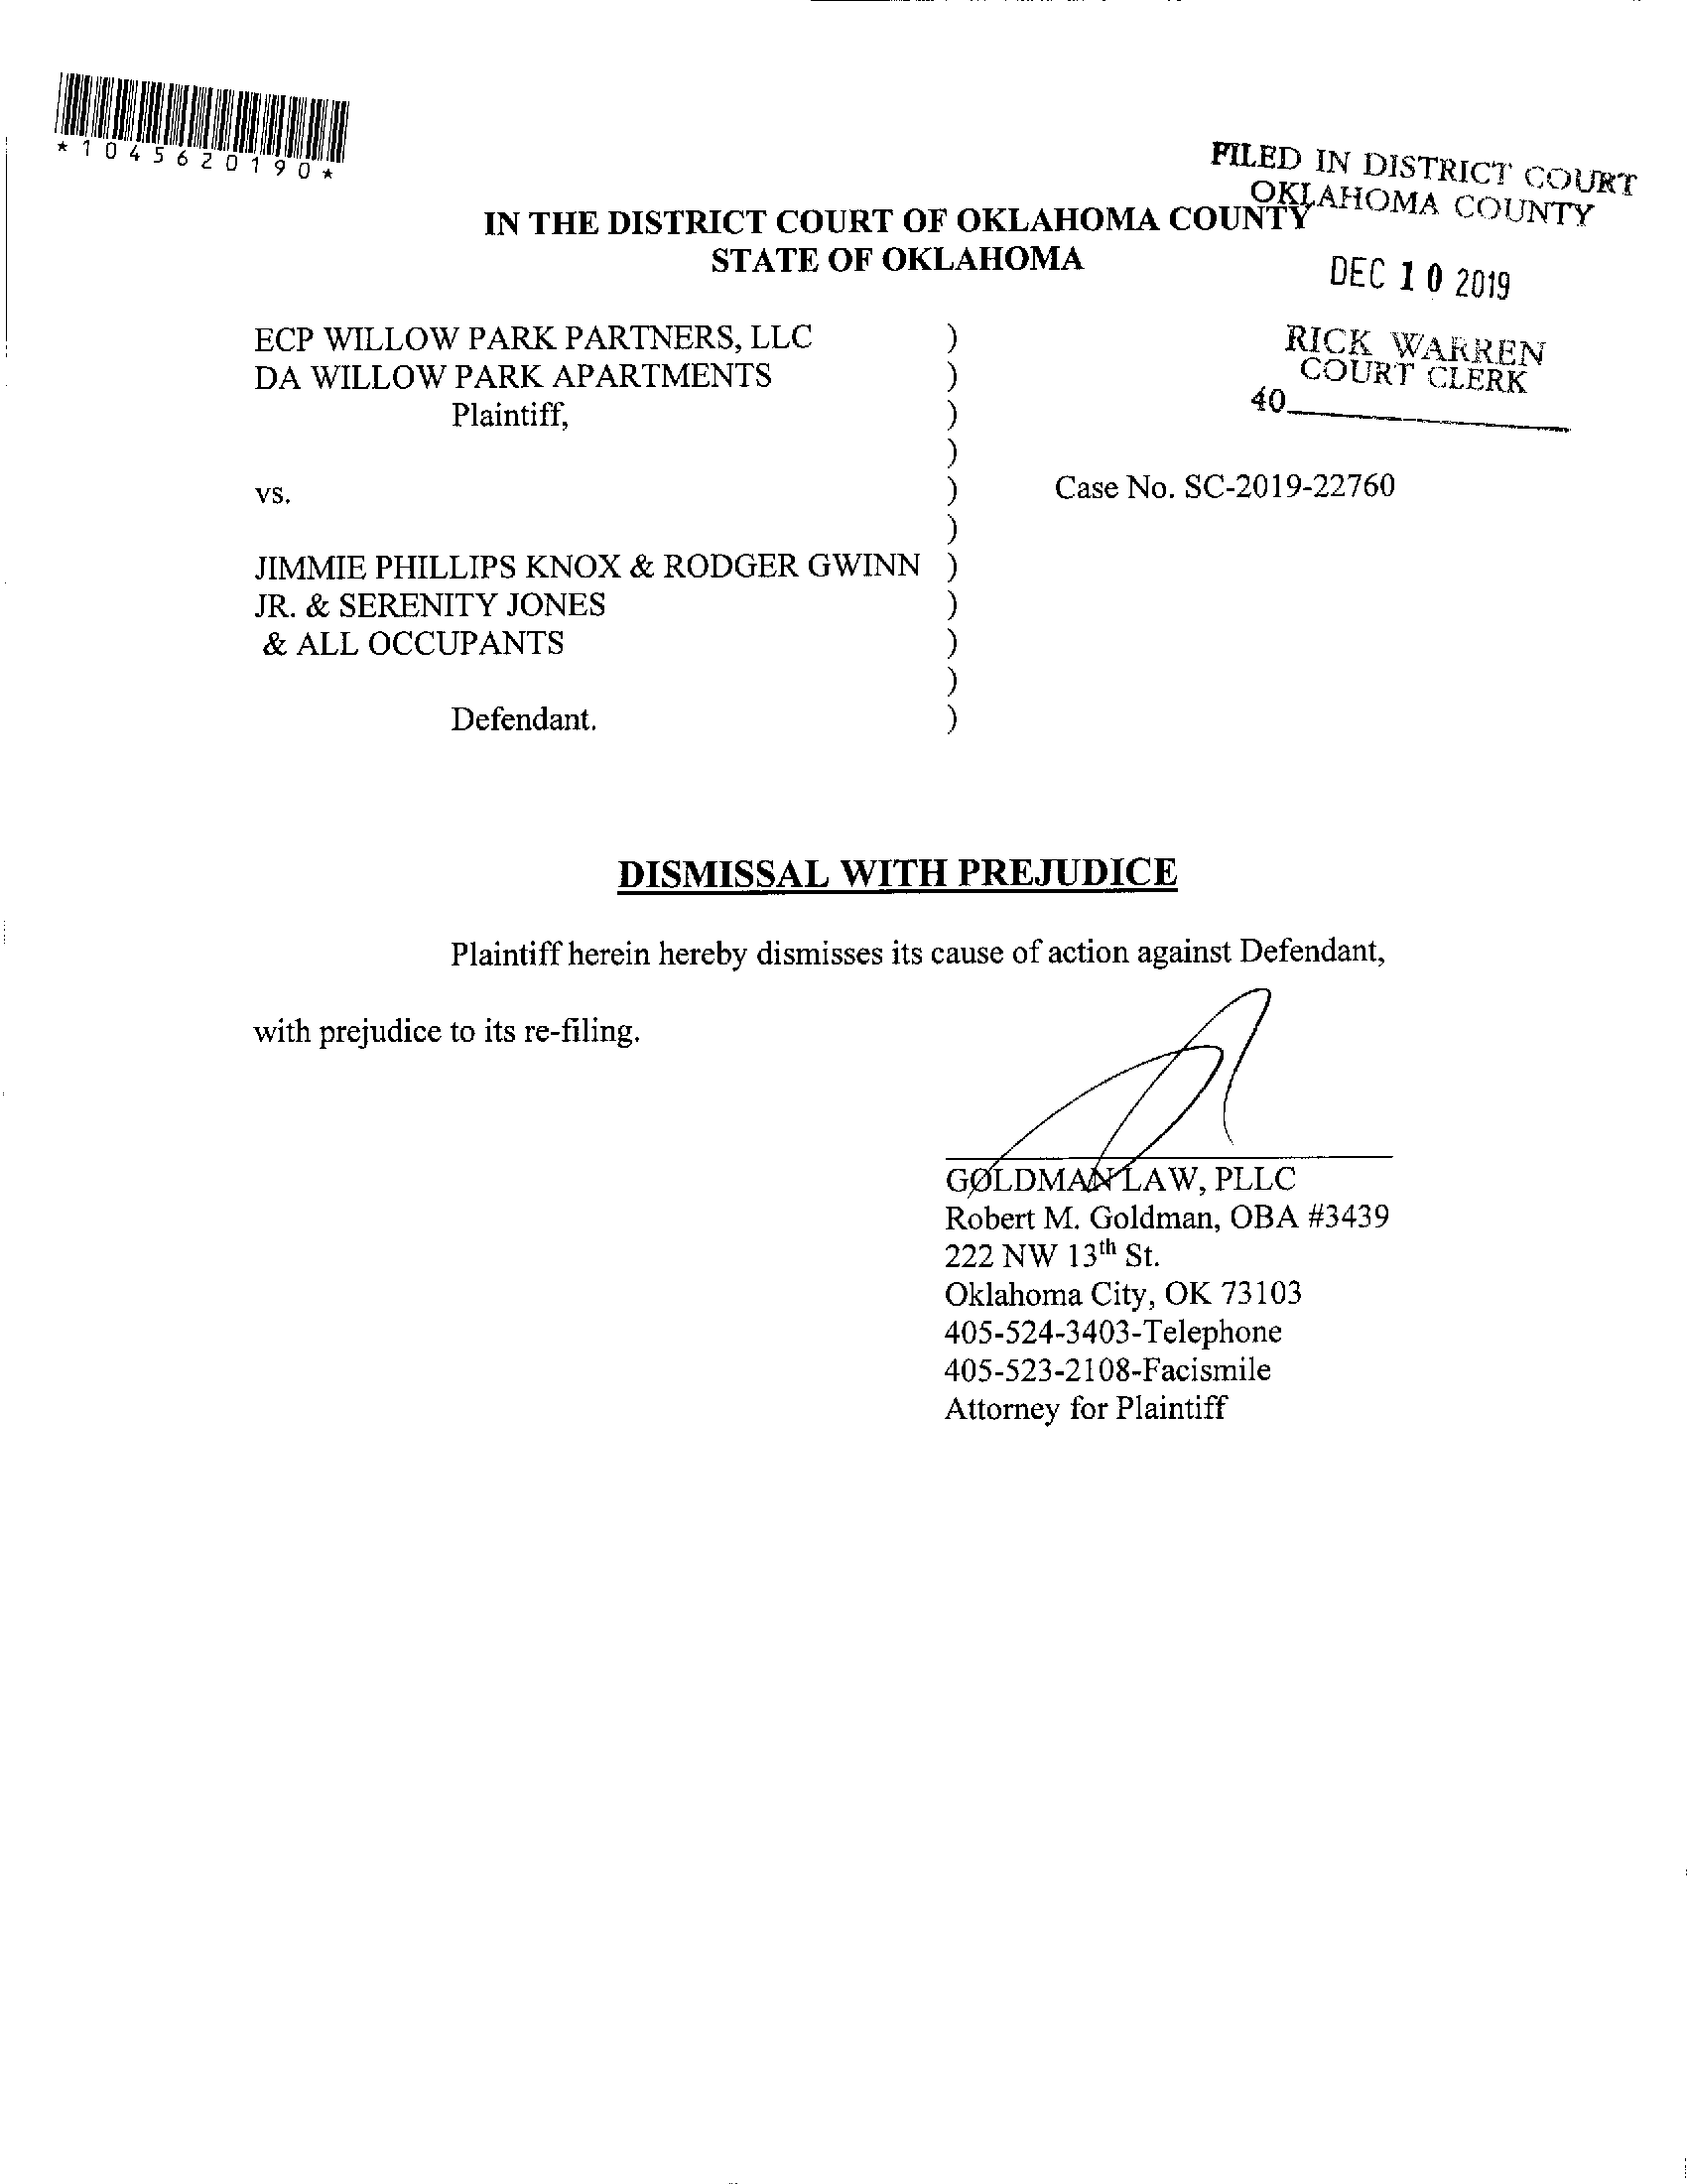 *1045620190*
FILED IN DISTRICT COURT
OKLAHOMA COUNTY
IN THE DISTRICT COURT OF OKLAHOMA COUNTY
STATE OF OKLAHOMA
DEC 10 2019
RICK WARREN
COURT CLERK
40
ECP WILLOW PARK PARTNERS, LLC )
DA WILLOW PARK APARTMENTS )
Plaintiff, )
)
vs. ) Case No. SC-2019-22760
)
JIMMIE PHILLIPS KNOX & RODGER GWINN )
JR. & SERENITY JONES )
& ALL OCCUPANTS )
)
Defendant. )
DISMISSAL WITH PREJUDICE
Plaintiff herein hereby dismisses its cause of action against Defendant,
with prejudice to its re-filing.
GOLDMAN LAW, PLLC
Robert M. Goldman, OBA #3439
222 NW 13th St.
Oklahoma City, OK 73103
405-524-3403-Telephone
405-523-2108-Facismile
Attorney for Plaintiff